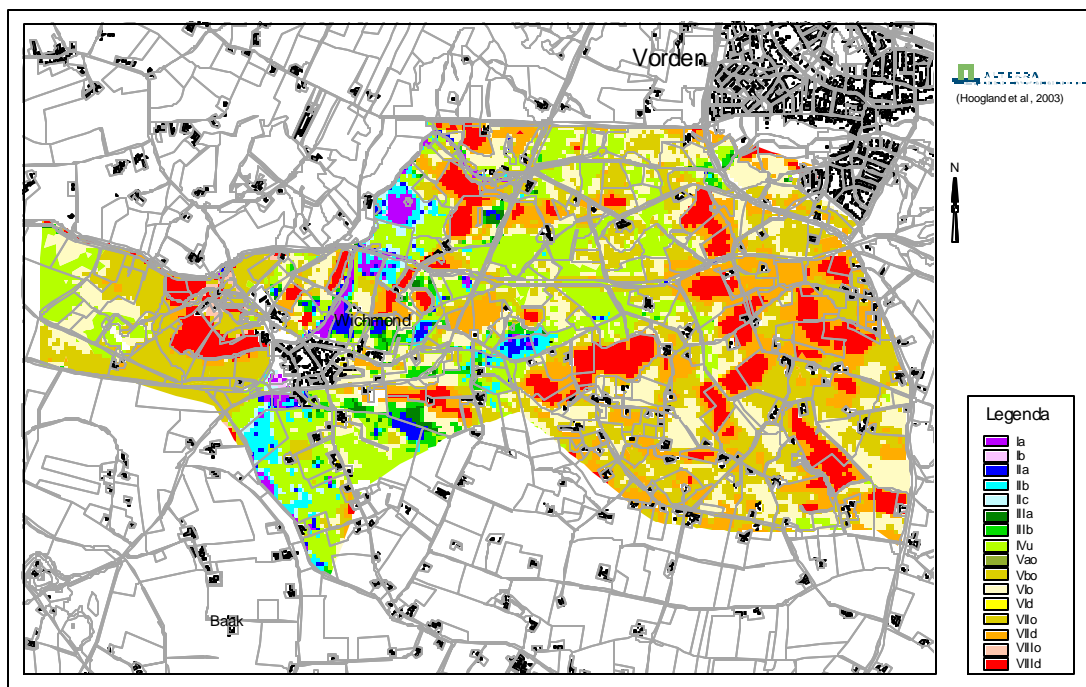 Vorden
ALTERRA
(Hoogland et al, 2003)
N
Wichmond
Baak
Legenda
Ia
Ib
IIa
IIb
IIc
IIIa
IIIb
IVu
Vao
Vbo
VIo
VId
VIIo
VIId
VIIIo
VIIId